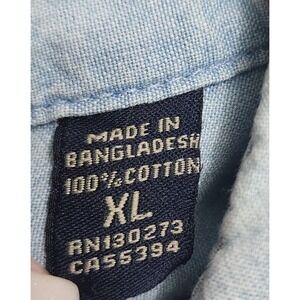 MADE IN
BANGLADESH
100% COTTON
XL
RN130273
CA55394